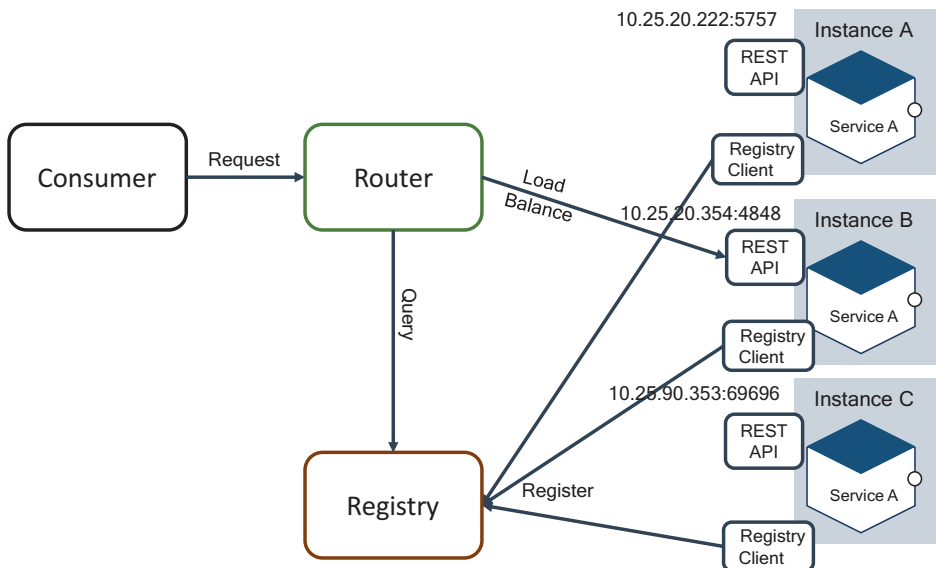 10.25.20.222:5757
Instance A
REST
API
Service A
Registry
Client
Consumer
Request
Router
Load
Balance
10.25.20.354:4848
Instance B
REST
API
Service A
Registry
Client
Query
10.25.90.353:69696
Instance C
REST
API
Service A
Registry
Client
Registry
Register